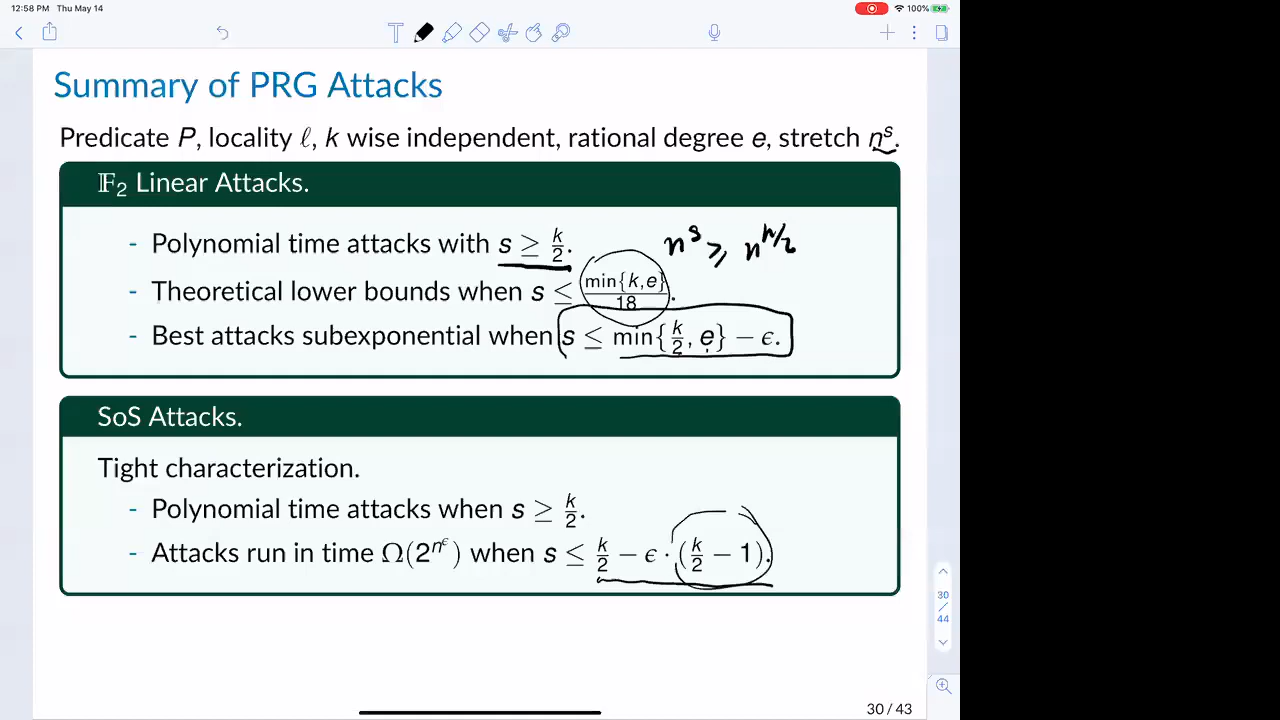 12:58 PM Thu May 14
100%
Summary of PRG Attacks
Predicate P, locality ℓ, k wise independent, rational degree e, stretch n^s.
𝔽₂ Linear Attacks.
- Polynomial time attacks with s ≥ k/2. n^s ≥ n^k/2
- Theoretical lower bounds when s ≤ min{k,e}/18.
- Best attacks subexponential when s ≤ min{k/2, e} − ϵ.
SoS Attacks.
Tight characterization.
- Polynomial time attacks when s ≥ k/2.
- Attacks run in time Ω(2^{n^ϵ}) when s ≤ k/2 − ϵ · (k/2 − 1).
30
/
44
30 / 43